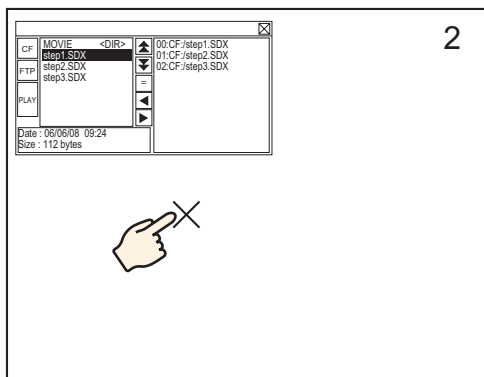 2
CF
FTP
PLAY
MOVIE <DIR>
step1.SDX
step2.SDX
step3.SDX
=
00:CF:/step1.SDX
01:CF:/step2.SDX
02:CF:/step3.SDX
Date : 06/06/08 09:24
Size : 112 bytes